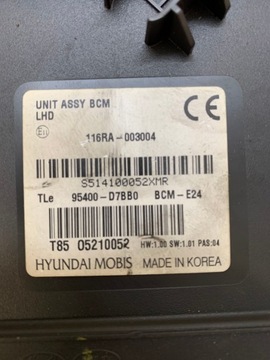 UNIT ASSY BCM
LHD
CE
116RA-003004
S514100052XMR
TLe 95400-D7BB0 BCM-E24
T85 05210052 HW:1.00 SW:1.01 PAS:04
HYUNDAI MOBIS MADE IN KOREA